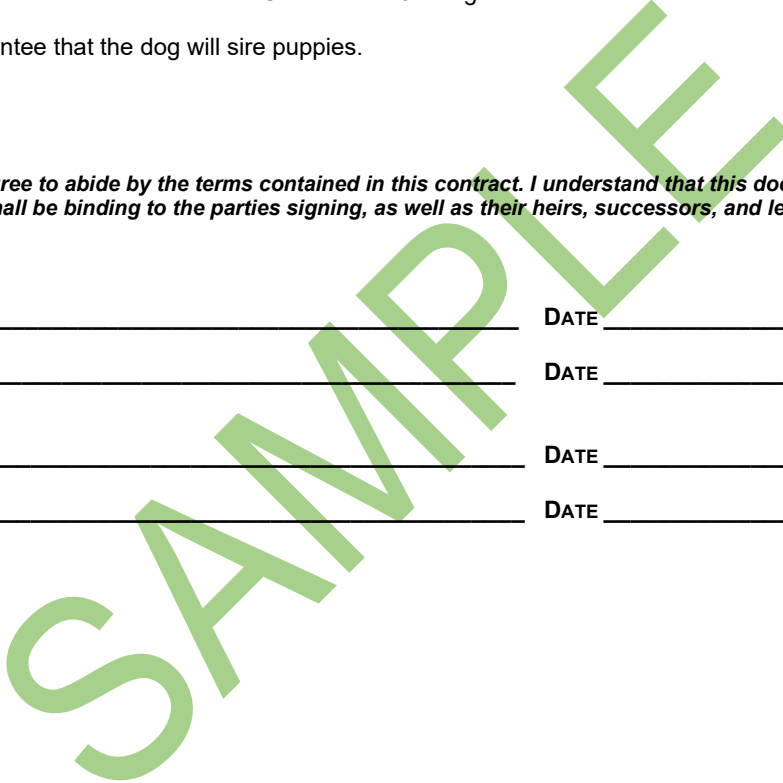 ntee that the dog will sire puppies.
ree to abide by the terms contained in this contract. I understand that this do
all be binding to the parties signing, as well as their heirs, successors, and le
DATE
DATE
DATE
DATE
SAMPLE